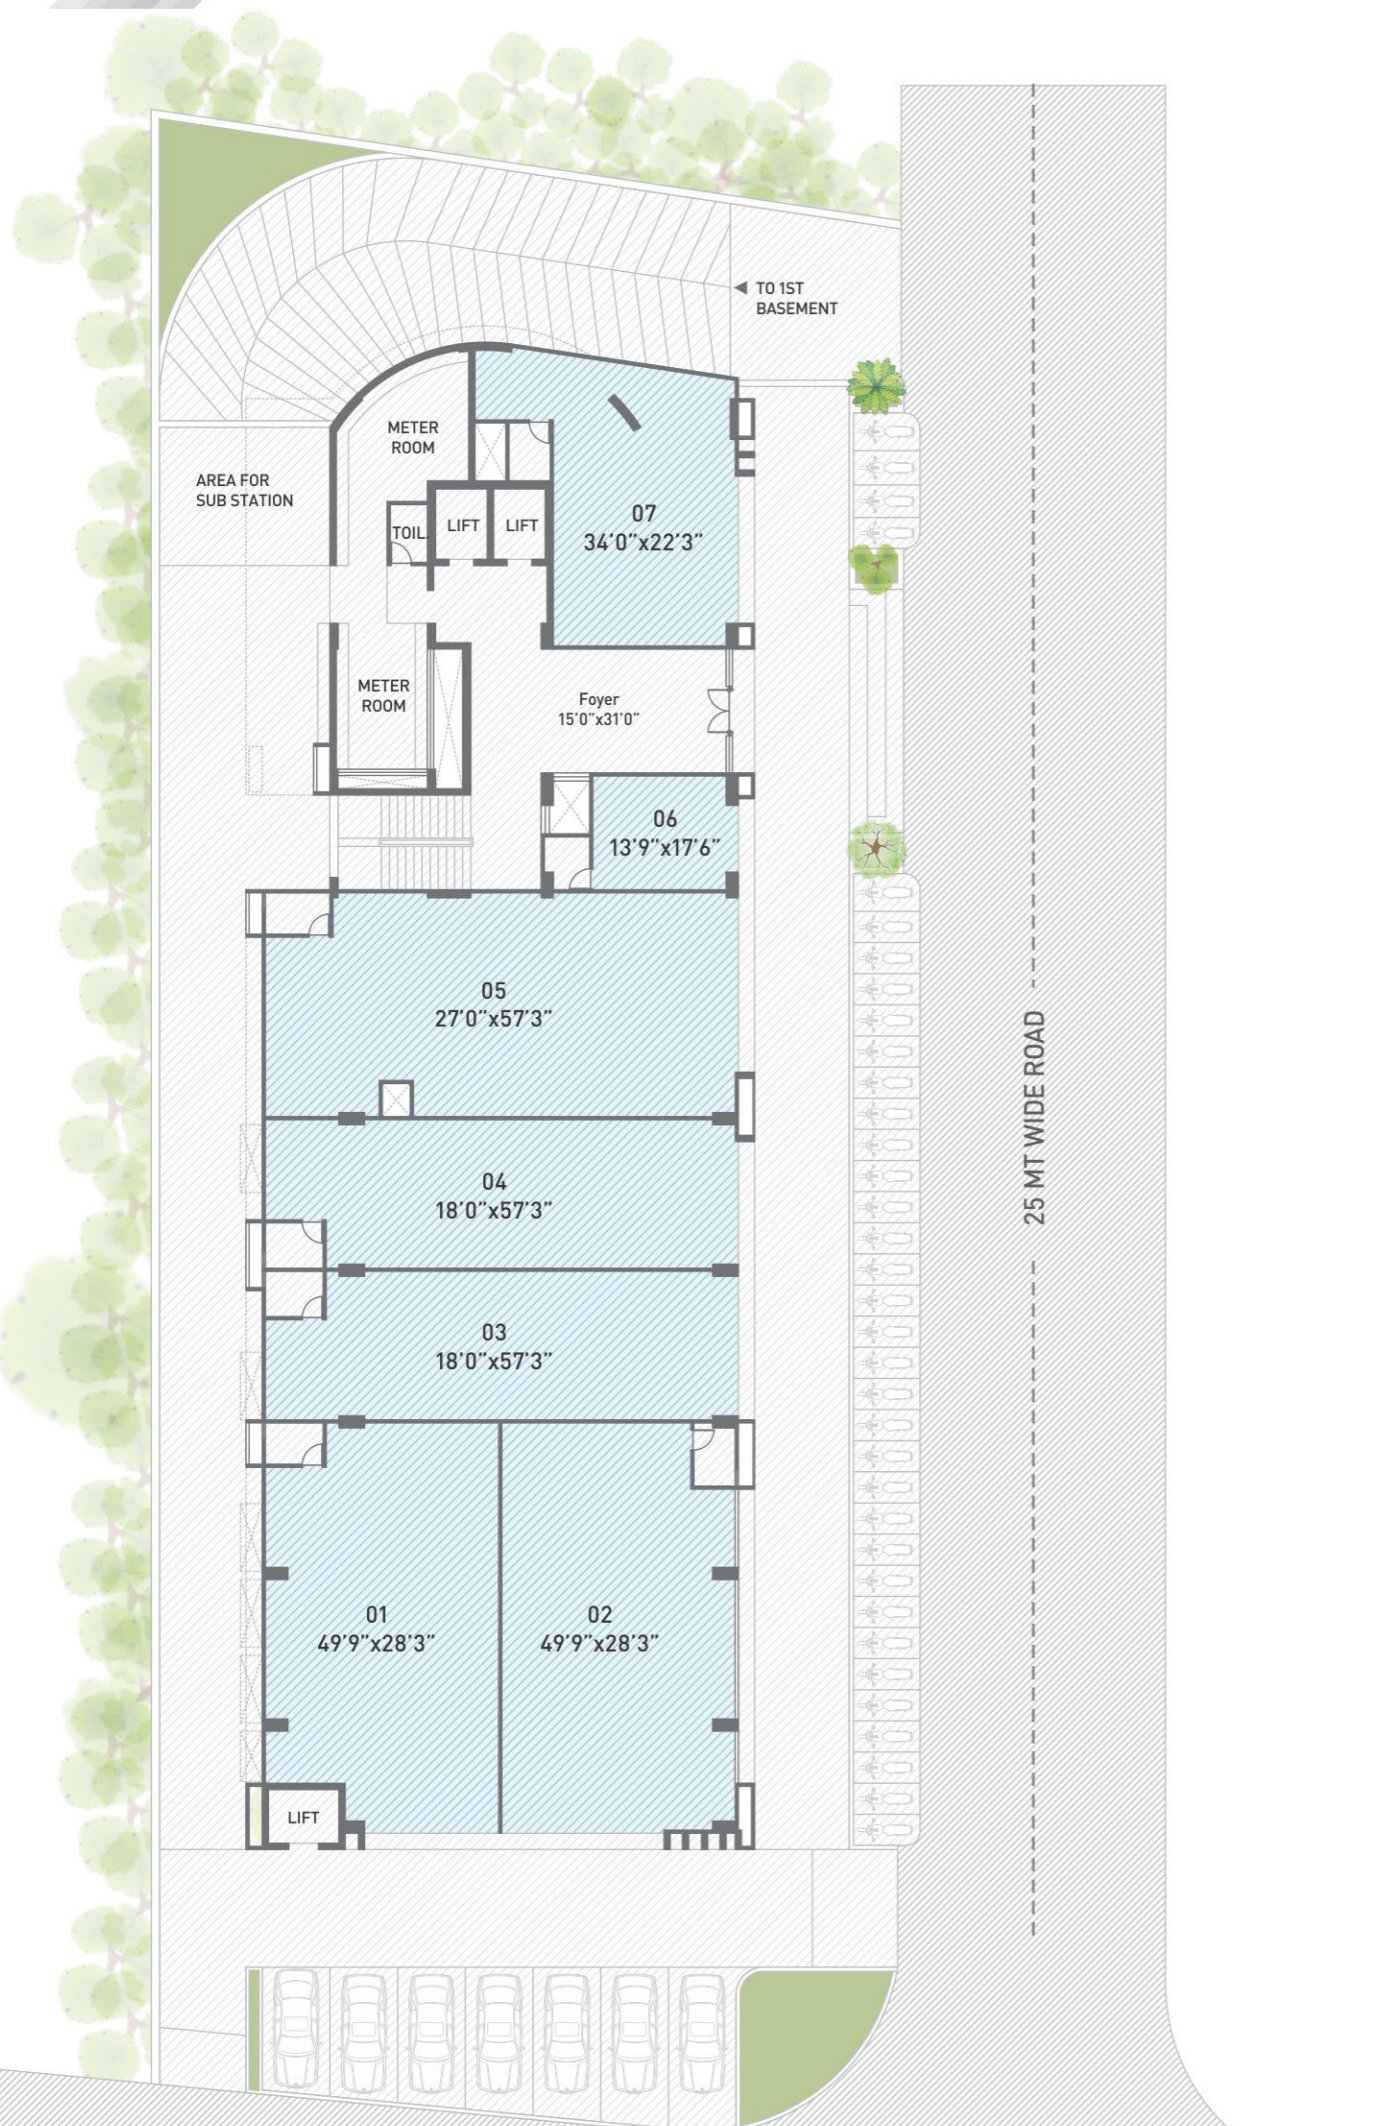 TO 1ST
BASEMENT
METER
ROOM
AREA FOR
SUB STATION
TOIL.
LIFT
LIFT
07
34’0”x22’3”
METER
ROOM
Foyer
15’0”x31’0”
06
13’9”x17’6”
05
27’0”x57’3”
25 MT WIDE ROAD
04
18’0”x57’3”
03
18’0”x57’3”
01
49’9”x28’3”
02
49’9”x28’3”
LIFT